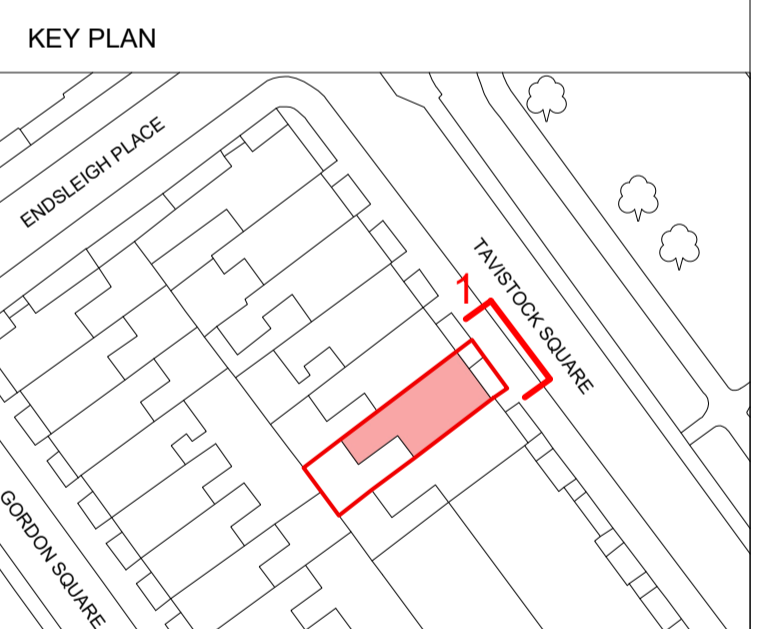 KEY PLAN
ENDSLEIGH PLACE
TAVISTOCK SQUARE
1
GORDON SQUARE